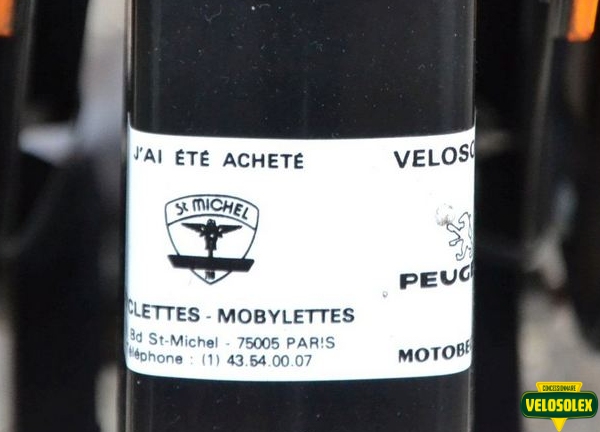 J'AI ÉTÉ ACHETÉ
St MICHEL
CLETTES - MOBYLETTES
Bd St-Michel - 75005 PARIS
éléphone : (1) 43.54.00.07
VELOSO
PEUGE
MOTOBE
CONCESSIONNAIRE
VELOSOLEX